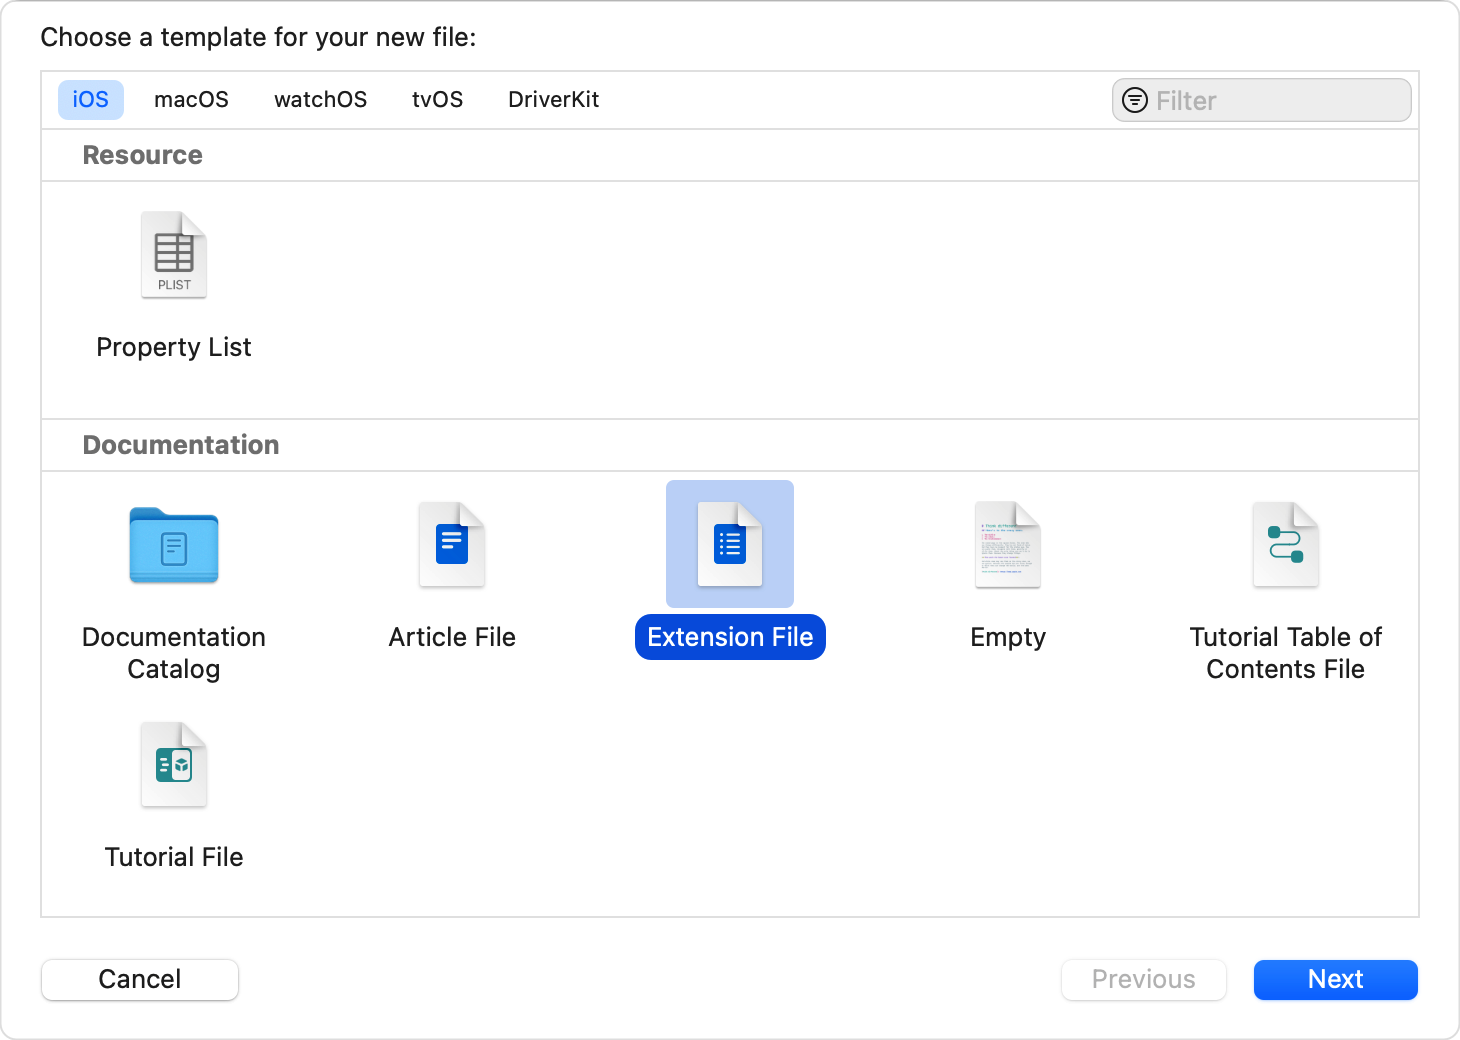 Choose a template for your new file:
iOS macOS watchOS tvOS DriverKit Filter
Resource
PLIST
Property List
Documentation
Documentation Catalog
Article File
Extension File
Empty
Tutorial Table of Contents File
Tutorial File
Cancel Previous Next